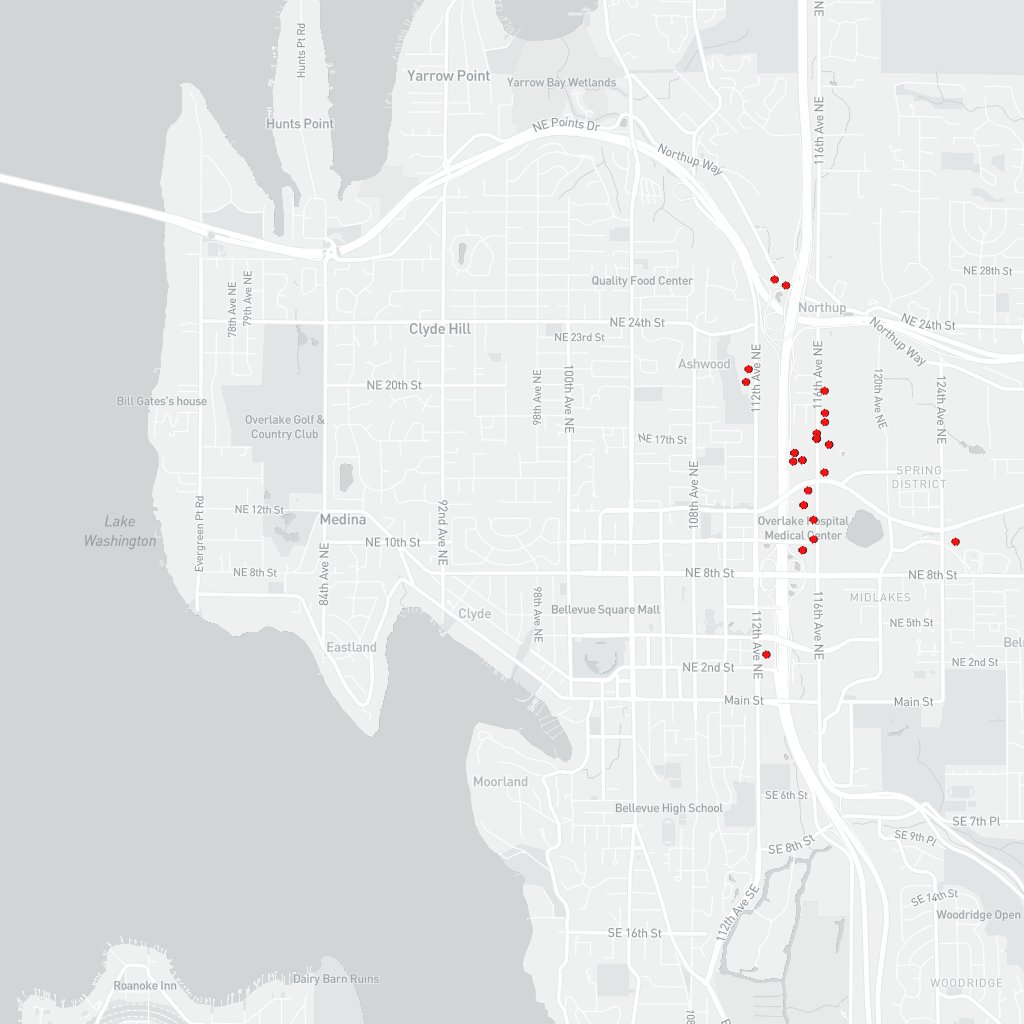 NE
Hunts Pt Rd
Yarrow Point
Yarrow Bay Wetlands
116th Ave NE
Hunts Point
NE Points Dr
Northup Way
NE 28th St
78th Ave NE
79th Ave NE
Quality Food Center
Northup
Clyde Hill
NE 24th St
NE 24th St
NE 23rd St
Northup Way
Ashwood
112th Ave NE
116th Ave NE
120th Ave NE
124th Ave NE
NE 20th St
98th Ave NE
100th Ave NE
Bill Gates's house
Overlake Golf &
Country Club
NE 17th St
108th Ave NE
SPRING
DISTRICT
Evergreen Pt Rd
NE 12th St
Medina
92nd Ave NE
Lake
Washington
Overlake Hospital
Medical Center
84th Ave NE
NE 10th St
NE 8th St
NE 8th St
NE 8th St
98th Ave NE
Clyde
Bellevue Square Mall
112th Ave NE
116th Ave NE
MIDLAKES
NE 5th St
Eastland
Bel
NE 2nd St
NE 2nd St
Main St
Main St
Moorland
SE 6th St
Bellevue High School
SE 7th Pl
SE 8th St
SE 9th Pl
112th Ave SE
SE 14th St
Woodridge Open
SE 16th St
Dairy Barn Ruins
Roanoke Inn
WOODRIDGE
108